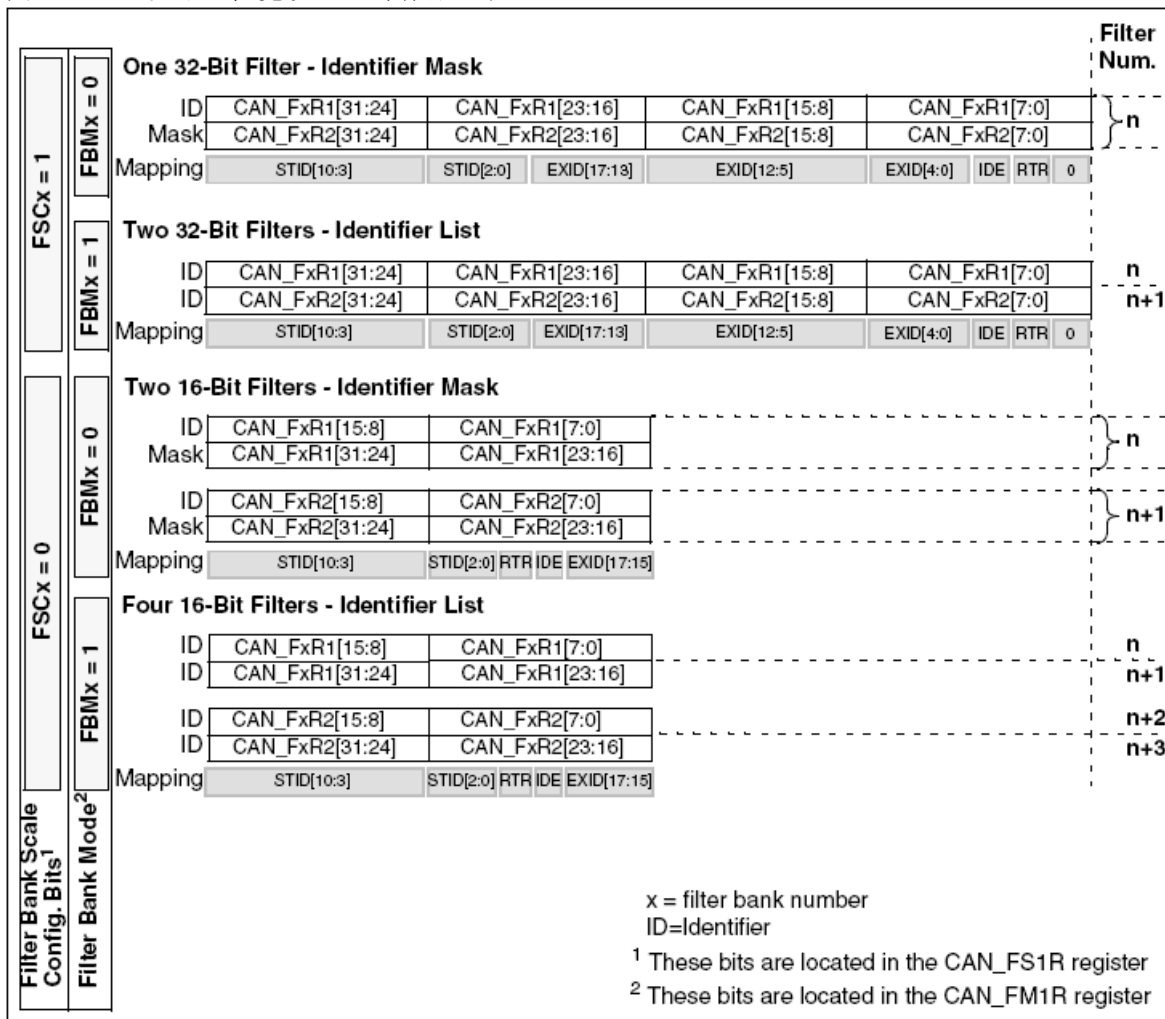 Filter
Num.
One 32-Bit Filter - Identifier Mask
ID CAN_FxR1[31:24] CAN_FxR1[23:16] CAN_FxR1[15:8] CAN_FxR1[7:0]
n
Mask CAN_FxR2[31:24] CAN_FxR2[23:16] CAN_FxR2[15:8] CAN_FxR2[7:0]
Mapping STID[10:3] STID[2:0] EXID[17:13] EXID[12:5] EXID[4:0] IDE RTR 0
Two 32-Bit Filters - Identifier List
ID CAN_FxR1[31:24] CAN_FxR1[23:16] CAN_FxR1[15:8] CAN_FxR1[7:0] n
ID CAN_FxR2[31:24] CAN_FxR2[23:16] CAN_FxR2[15:8] CAN_FxR2[7:0] n+1
Mapping STID[10:3] STID[2:0] EXID[17:13] EXID[12:5] EXID[4:0] IDE RTR 0
Two 16-Bit Filters - Identifier Mask
ID CAN_FxR1[15:8] CAN_FxR1[7:0]
n
Mask CAN_FxR1[31:24] CAN_FxR1[23:16]
ID CAN_FxR2[15:8] CAN_FxR2[7:0]
n+1
Mask CAN_FxR2[31:24] CAN_FxR2[23:16]
Mapping STID[10:3] STID[2:0] RTR IDE EXID[17:15]
Four 16-Bit Filters - Identifier List
ID CAN_FxR1[15:8] CAN_FxR1[7:0] n
ID CAN_FxR1[31:24] CAN_FxR1[23:16] n+1
ID CAN_FxR2[15:8] CAN_FxR2[7:0] n+2
ID CAN_FxR2[31:24] CAN_FxR2[23:16] n+3
Mapping STID[10:3] STID[2:0] RTR IDE EXID[17:15]
FSCx = 1
FBMx = 0
FBMx = 1
FSCx = 0
FBMx = 0
FBMx = 1
Filter Bank Scale
Config. Bits1
Filter Bank Mode2
x = filter bank number
ID=Identifier
1 These bits are located in the CAN_FS1R register
2 These bits are located in the CAN_FM1R register